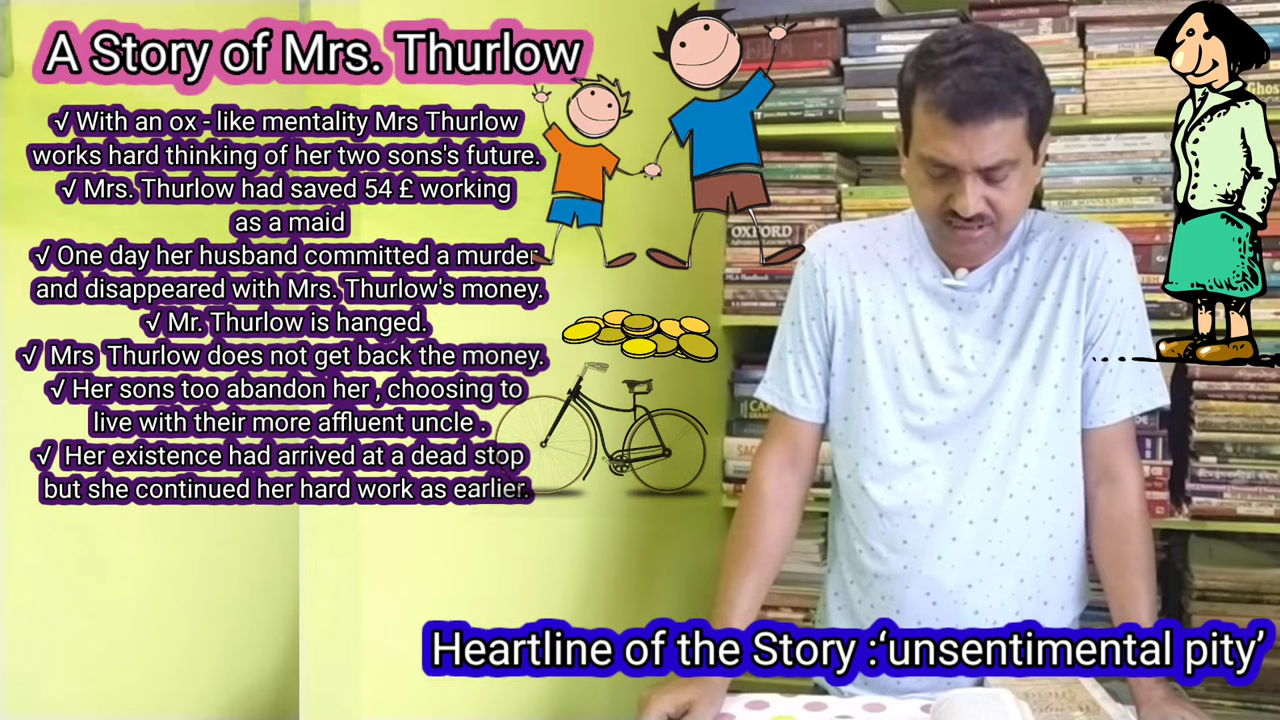 A Story of Mrs. Thurlow
√ With an ox - like mentality Mrs Thurlow
works hard thinking of her two sons's future.
√ Mrs. Thurlow had saved 54 £ working
as a maid
√ One day her husband committed a murder
and disappeared with Mrs. Thurlow's money.
√ Mr. Thurlow is hanged.
√ Mrs Thurlow does not get back the money.
√ Her sons too abandon her , choosing to
live with their more affluent uncle .
√ Her existence had arrived at a dead stop
but she continued her hard work as earlier.
OXFORD
Heartline of the Story :‘unsentimental pity’